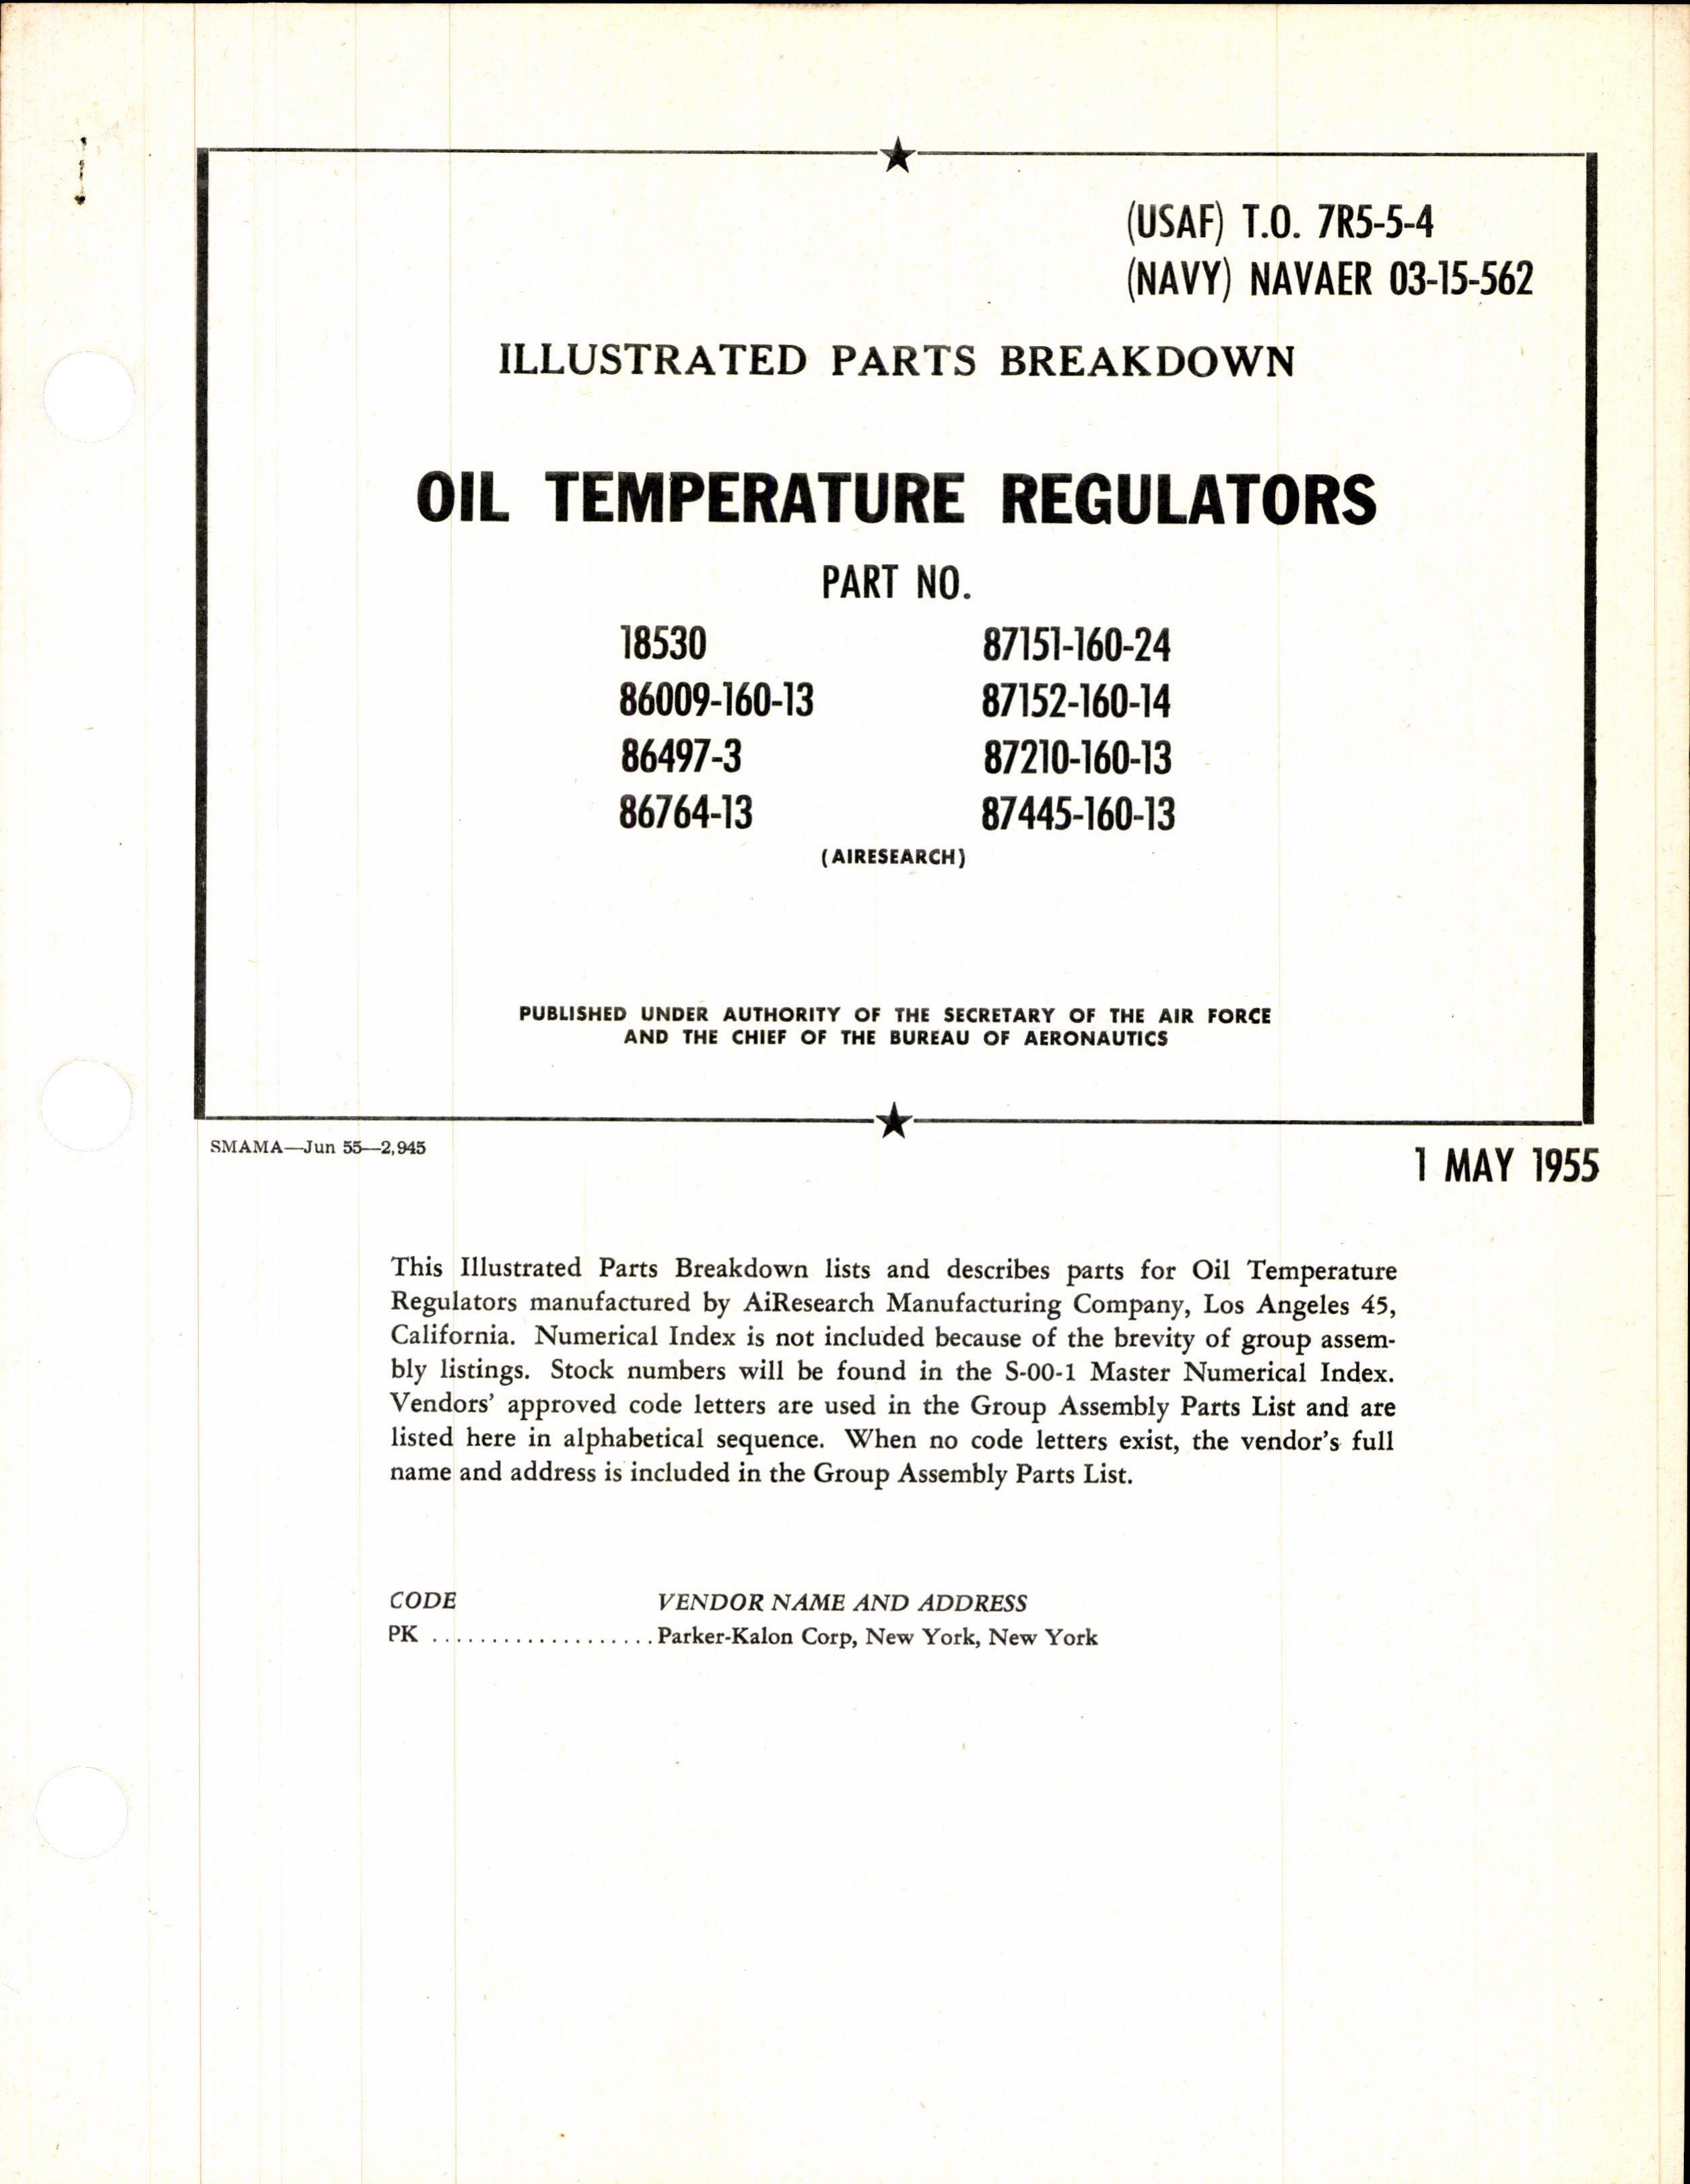 (USAF) T.O. 7R5-5-4
(NAVY) NAVAER 03-15-562
ILLUSTRATED PARTS BREAKDOWN
OIL TEMPERATURE REGULATORS
PART NO.
18530 87151-160-24
86009-160-13 87152-160-14
86497-3 87210-160-13
86764-13 87445-160-13
(AIRESEARCH)
PUBLISHED UNDER AUTHORITY OF THE SECRETARY OF THE AIR FORCE
AND THE CHIEF OF THE BUREAU OF AERONAUTICS
SMAMA—Jun 55—2,945
1 MAY 1955
This Illustrated Parts Breakdown lists and describes parts for Oil Temperature
Regulators manufactured by AiResearch Manufacturing Company, Los Angeles 45,
California. Numerical Index is not included because of the brevity of group assem-
bly listings. Stock numbers will be found in the S-00-1 Master Numerical Index.
Vendors' approved code letters are used in the Group Assembly Parts List and are
listed here in alphabetical sequence. When no code letters exist, the vendor's full
name and address is included in the Group Assembly Parts List.
CODE VENDOR NAME AND ADDRESS
PK ...................Parker-Kalon Corp, New York, New York